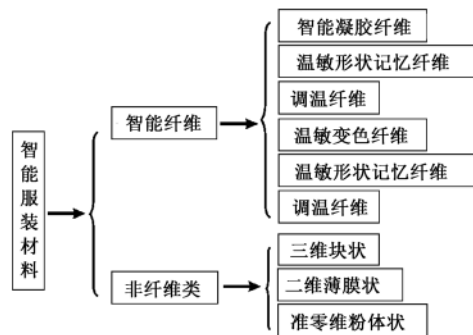 智能服装材料
智能纤维
智能凝胶纤维
温敏形状记忆纤维
调温纤维
温敏变色纤维
温敏形状记忆纤维
调温纤维
非纤维类
三维块状
二维薄膜状
准零维粉体状